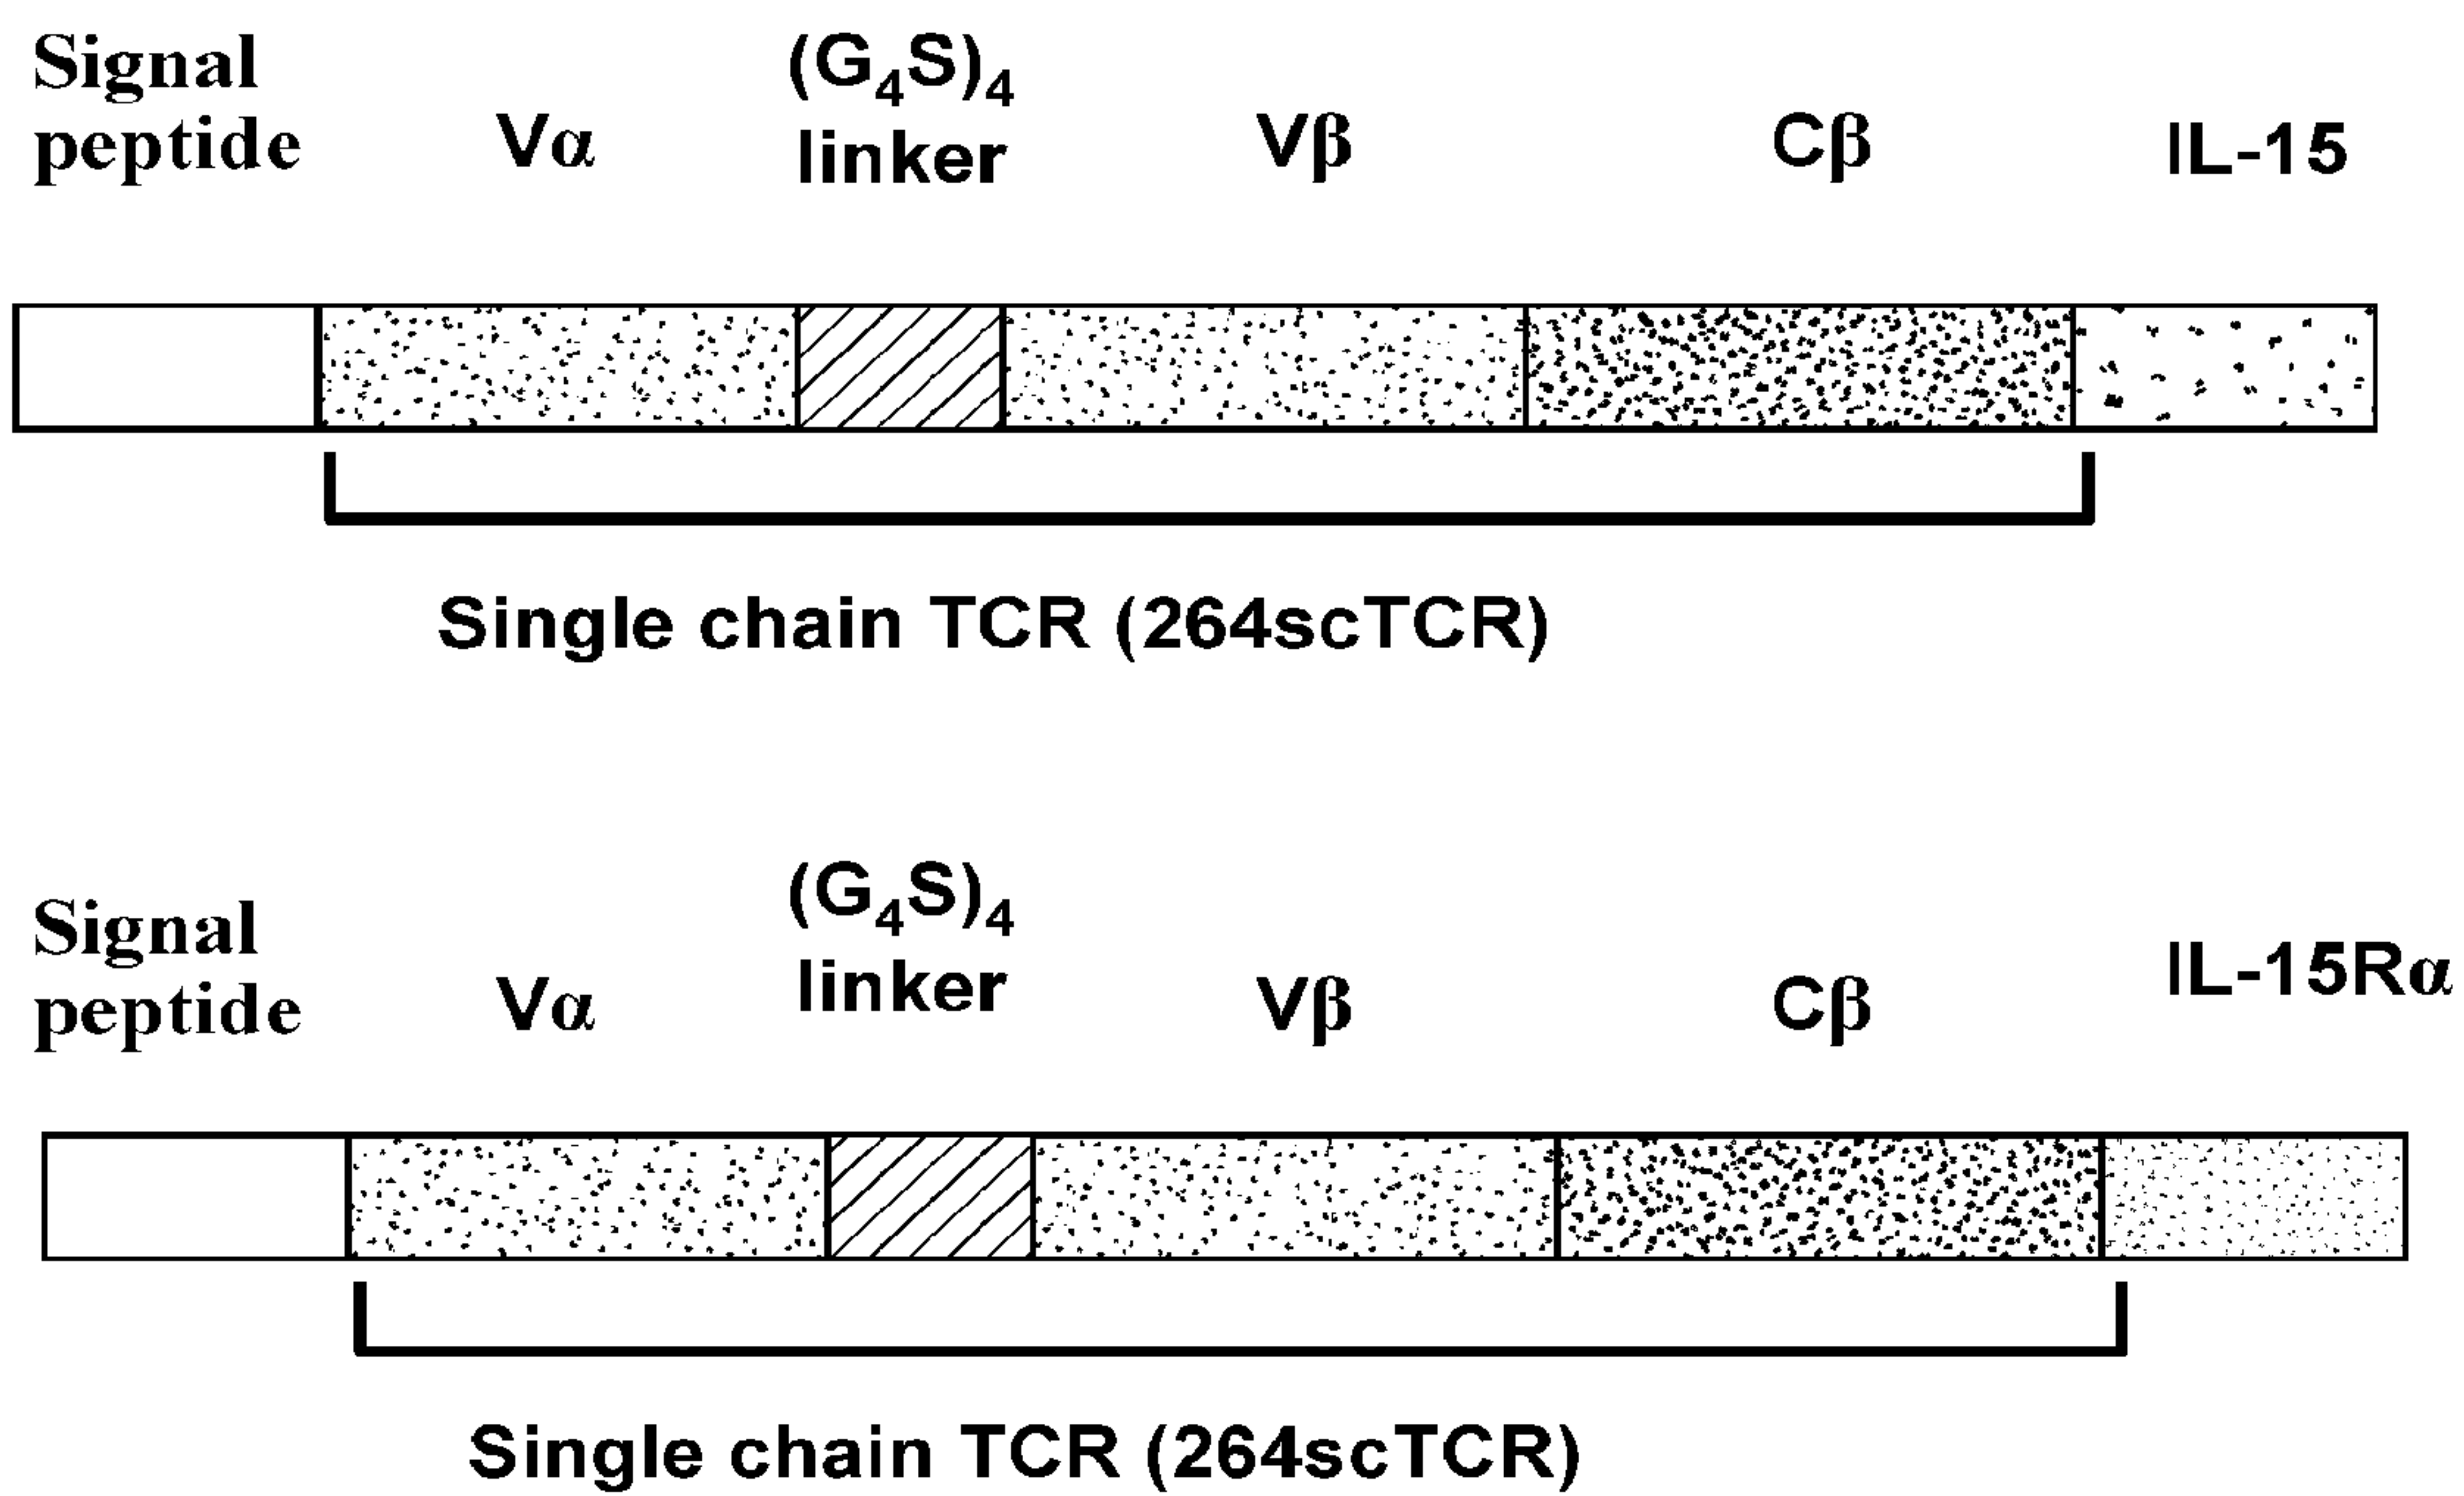 Signal
peptide
Vα
(G₄S)₄
linker
Vβ
Cβ
IL-15
Single chain TCR (264scTCR)
Signal
peptide
Vα
(G₄S)₄
linker
Vβ
Cβ
IL-15Rα
Single chain TCR (264scTCR)